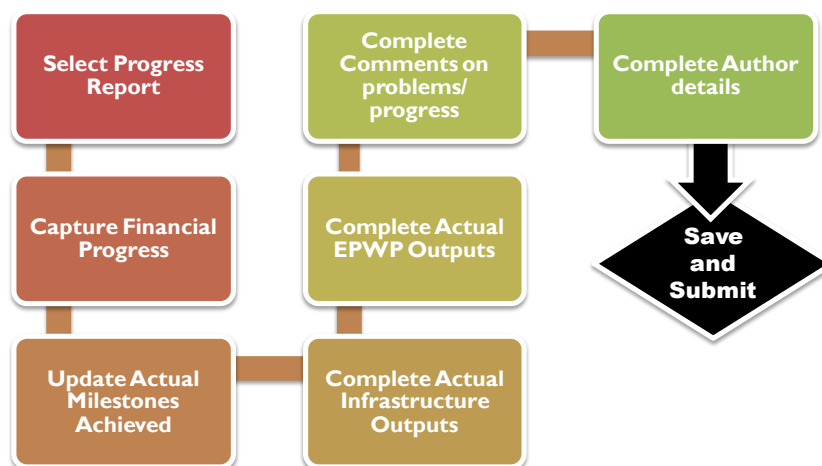 Select Progress
Report
Capture Financial
Progress
Update Actual
Milestones
Achieved
Complete Actual
Infrastructure
Outputs
Complete Actual
EPWP Outputs
Complete
Comments on
problems/
progress
Complete Author
details
Save
and
Submit